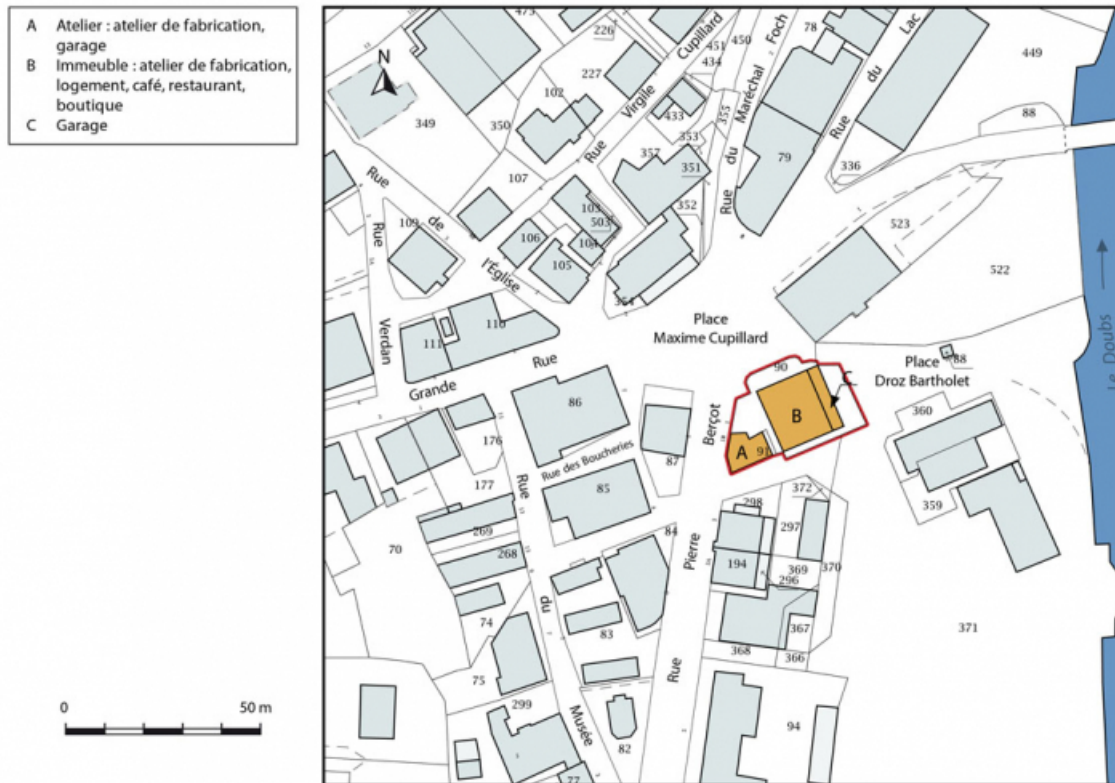 A Atelier : atelier de fabrication,
garage
B Immeuble : atelier de fabrication,
logement, café, restaurant,
boutique
C Garage
0 50 m
N
475
226
227
102
350
349
107
Rue Virgile Cupillard
451
450
434
433
353
355
357
351
352
354
Rue du Maréchal Foch
78
79
Rue du Lac
336
449
88
523
522
Le Doubs
109
Rue de l'Église
Rue Verdan
106
103
503
104
105
110
111
Grande Rue
Place
Maxime Cupillard
Place
Droz Bartholet
88
90
B
C
A
91
86
Rue des Boucheries
85
87
84
Rue Pierre Berçot
176
177
269
268
70
74
75
299
Rue du Musée
83
82
77
298
372
297
194
369
296
370
367
368
366
94
360
359
371